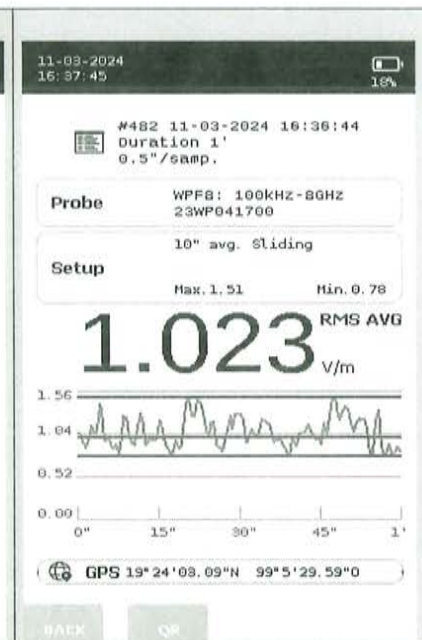 11-03-2024
16:37:45
18%
#482 11-03-2024 16:36:44
Duration 1'
0.5"/samp.
Probe
WPF8: 100kHz-8GHz
23WP041700
Setup
10" avg. Sliding
Max. 1.51 Min. 0.78
1.023 RMS AVG
V/m
1.56
1.04
0.52
0.00
0" 15" 30" 45" 1'
GPS 19°24'03.09"N 99°5'29.59"O
BACK QR